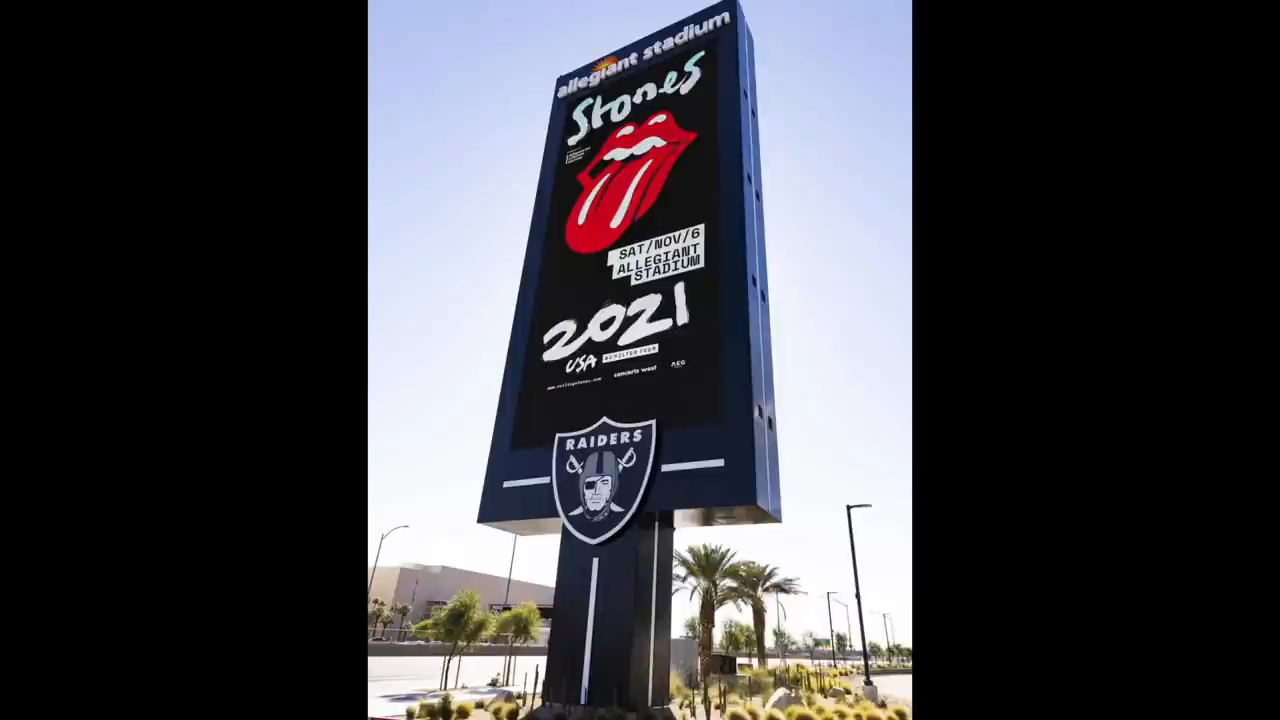 allegiant stadium
Stones
SAT/NOV/6
ALLEGIANT
STADIUM
2021
USA
concerts west
AEG
RAIDERS